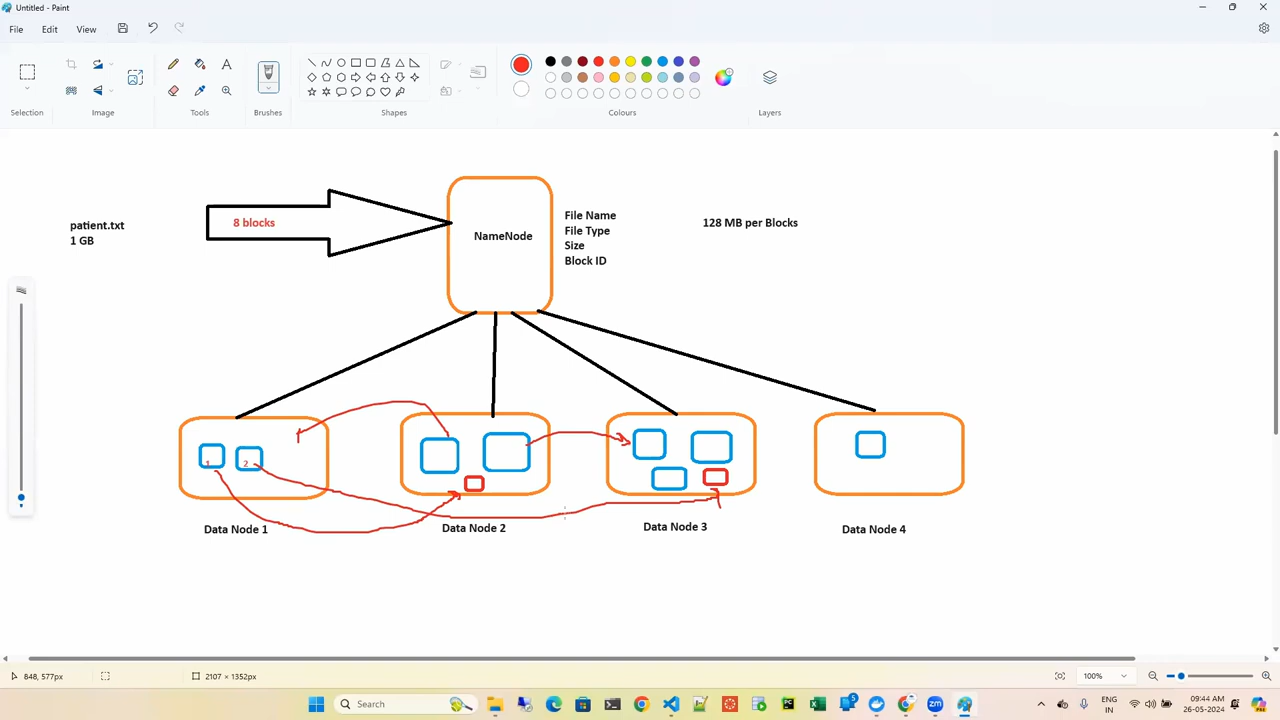 Untitled - Paint
File
Edit
View
Selection
Image
Tools
Brushes
Shapes
Colours
Layers
patient.txt
1 GB
8 blocks
NameNode
File Name
File Type
Size
Block ID
128 MB per Blocks
1
2
Data Node 1
Data Node 2
Data Node 3
Data Node 4
848, 577px
2107 × 1352px
100%
Search
5
ENG
IN
09:44 AM
26-05-2024